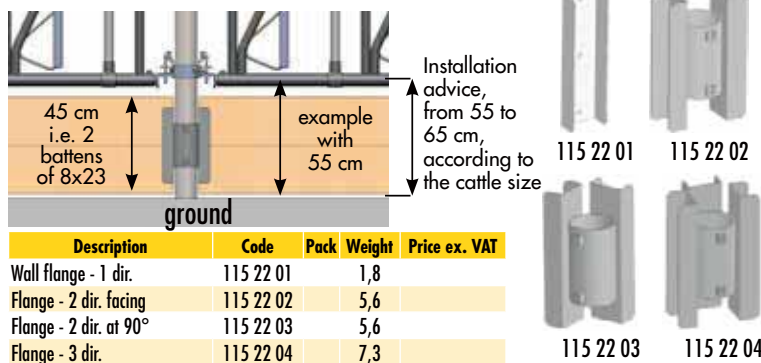 45 cm
i.e. 2
battens
of 8x23
example
with
55 cm
Installation
advice,
from 55 to
65 cm,
according to
the cattle size
ground
115 22 01
115 22 02
115 22 03
115 22 04
Description Code Pack Weight Price ex. VAT
Wall flange - 1 dir. 115 22 01 1,8
Flange - 2 dir. facing 115 22 02 5,6
Flange - 2 dir. at 90° 115 22 03 5,6
Flange - 3 dir. 115 22 04 7,3